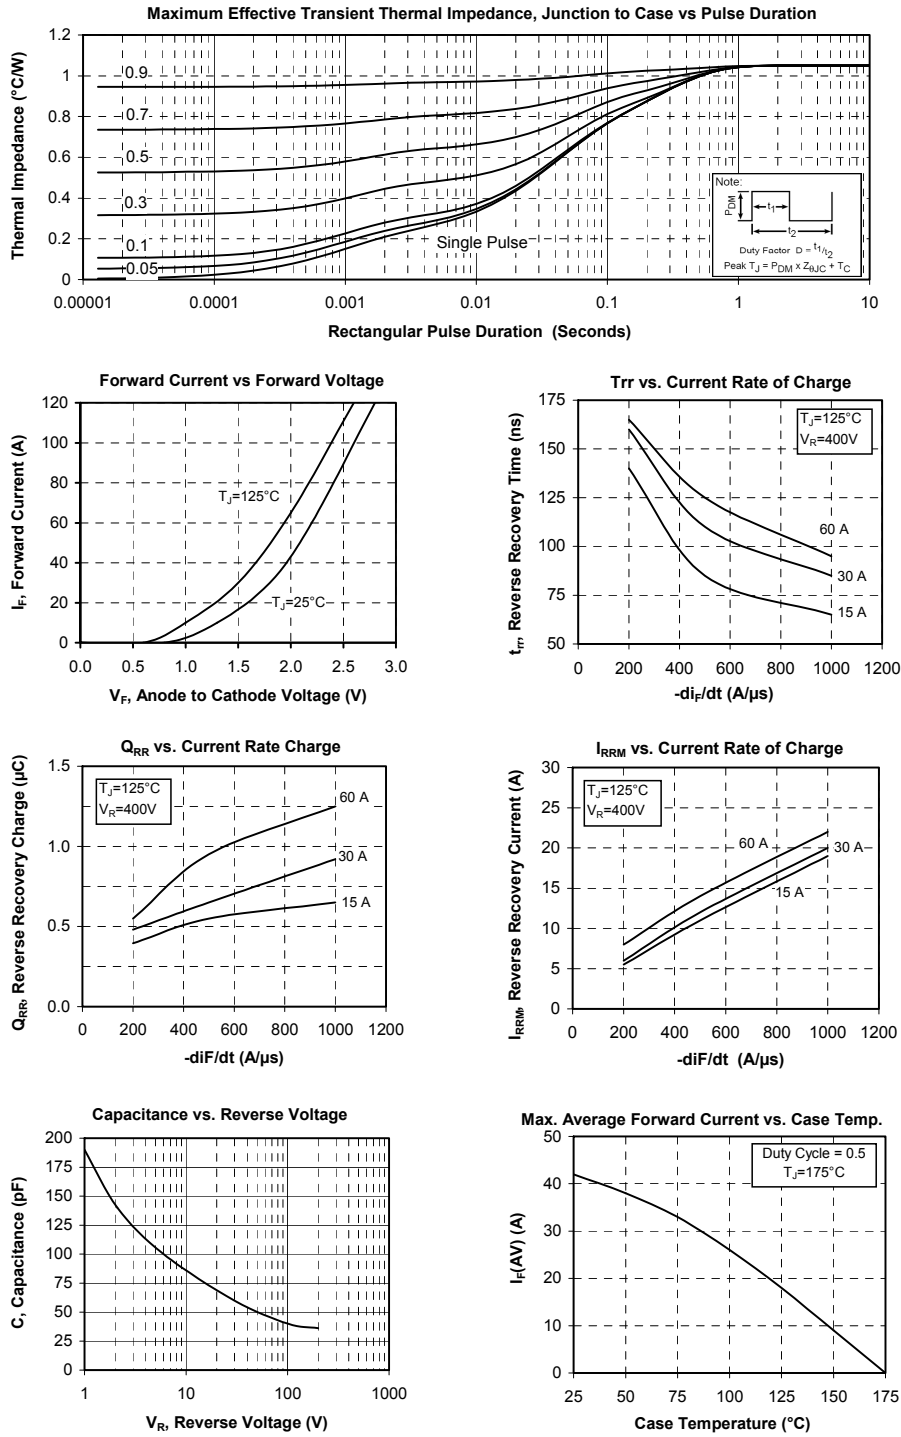 Maximum Effective Transient Thermal Impedance, Junction to Case vs Pulse Duration
Thermal Impedance (°C/W)
1.2
1
0.8
0.6
0.4
0.2
0
0.9
0.7
0.5
0.3
0.1
0.05
Single Pulse
Note:
PDM
t1
t2
Duty Factor D = t1/t2
Peak TJ = PDM x ZθJC + TC
0.00001 0.0001 0.001 0.01 0.1 1 10
Rectangular Pulse Duration (Seconds)
Forward Current vs Forward Voltage
IF, Forward Current (A)
120
100
80
60
40
20
0
TJ=125°C
TJ=25°C
0.0 0.5 1.0 1.5 2.0 2.5 3.0
VF, Anode to Cathode Voltage (V)
Trr vs. Current Rate of Charge
trr, Reverse Recovery Time (ns)
175
150
125
100
75
50
TJ=125°C
VR=400V
60 A
30 A
15 A
0 200 400 600 800 1000 1200
-diF/dt (A/µs)
QRR vs. Current Rate Charge
QRR, Reverse Recovery Charge (µC)
1.5
1.0
0.5
0.0
TJ=125°C
VR=400V
60 A
30 A
15 A
0 200 400 600 800 1000 1200
-diF/dt (A/µs)
IRRM vs. Current Rate of Charge
IRRM, Reverse Recovery Current (A)
30
25
20
15
10
5
0
TJ=125°C
VR=400V
60 A
30 A
15 A
0 200 400 600 800 1000 1200
-diF/dt (A/µs)
Capacitance vs. Reverse Voltage
C, Capacitance (pF)
200
175
150
125
100
75
50
25
0
1 10 100 1000
VR, Reverse Voltage (V)
Max. Average Forward Current vs. Case Temp.
IF(AV) (A)
50
40
30
20
10
0
Duty Cycle = 0.5
TJ=175°C
25 50 75 100 125 150 175
Case Temperature (°C)